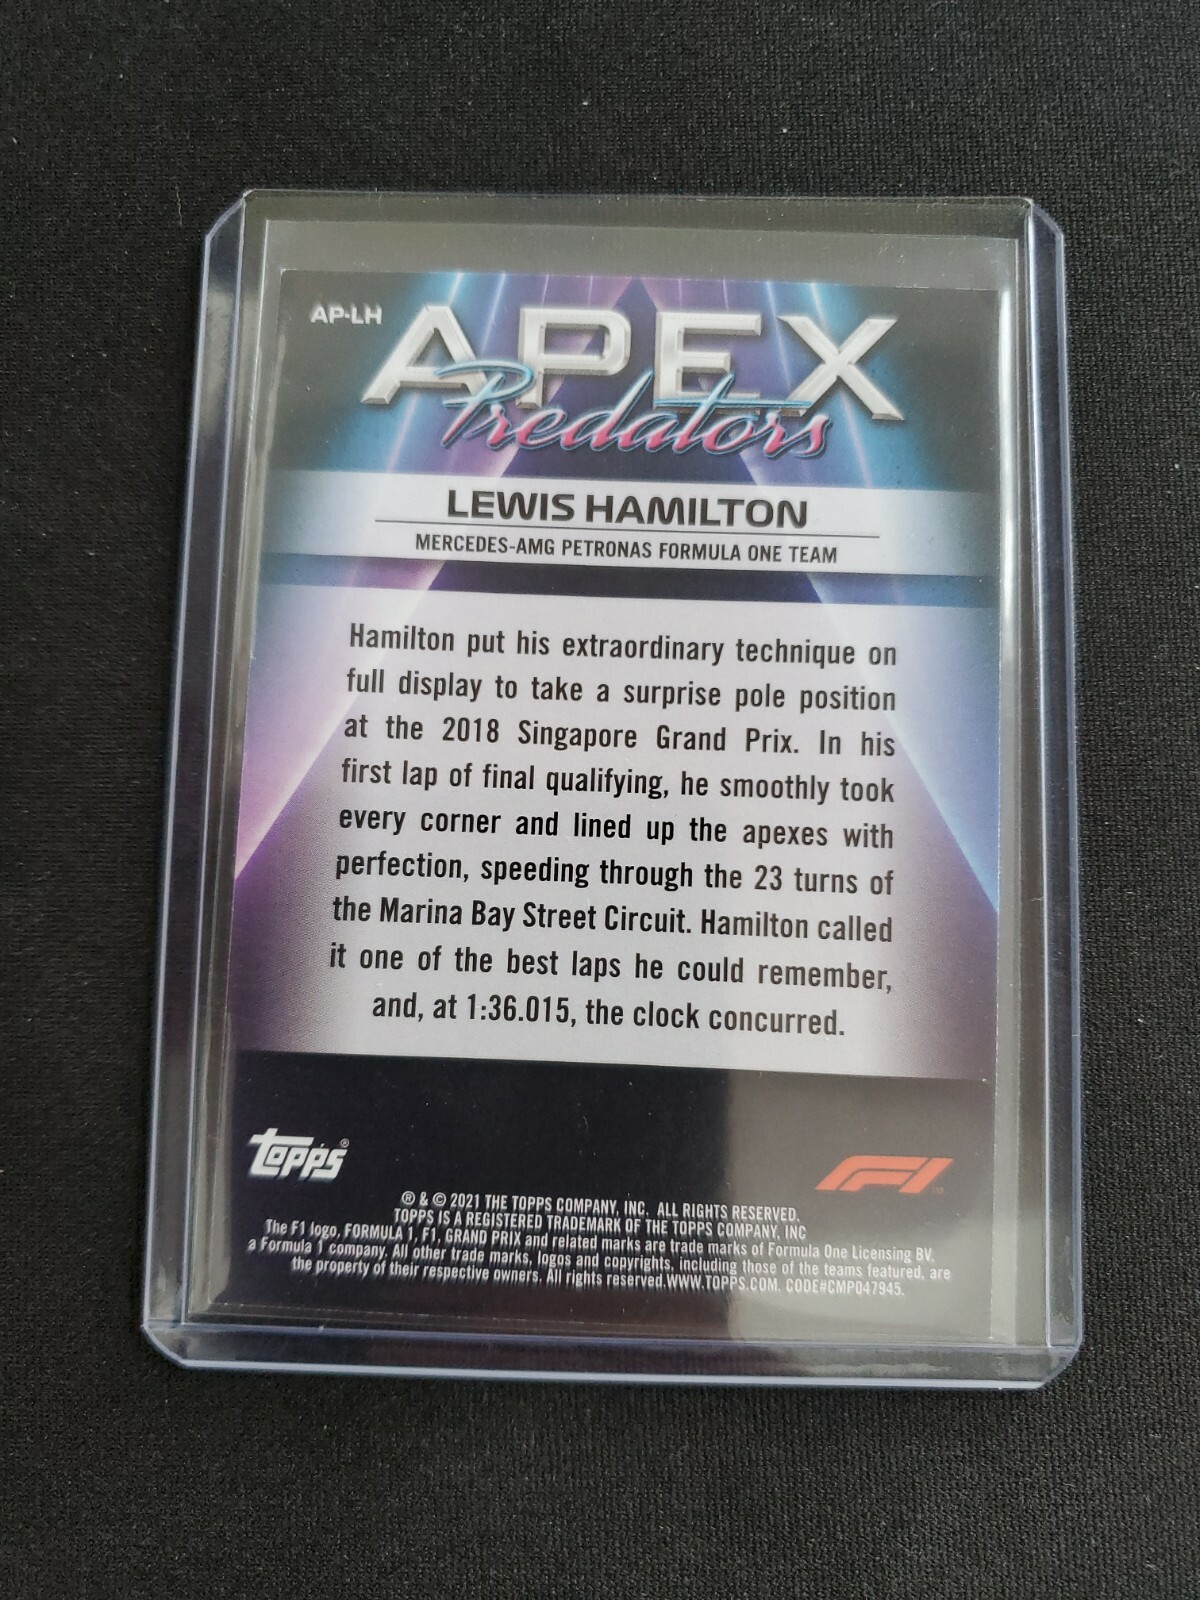 AP-LH
APEX
Predators
LEWIS HAMILTON
MERCEDES-AMG PETRONAS FORMULA ONE TEAM
Hamilton put his extraordinary technique on
full display to take a surprise pole position
at the 2018 Singapore Grand Prix. In his
first lap of final qualifying, he smoothly took
every corner and lined up the apexes with
perfection, speeding through the 23 turns of
the Marina Bay Street Circuit. Hamilton called
it one of the best laps he could remember,
and, at 1:36.015, the clock concurred.
topps®
F1
® & © 2021 THE TOPPS COMPANY, INC. ALL RIGHTS RESERVED.
TOPPS IS A REGISTERED TRADEMARK OF THE TOPPS COMPANY, INC
The F1 logo, FORMULA 1, F1, GRAND PRIX and related marks are trade marks of Formula One Licensing BV,
a Formula 1 company. All other trade marks, logos and copyrights, including those of the teams featured, are
the property of their respective owners. All rights reserved.WWW.TOPPS.COM. CODE#CMP047945.